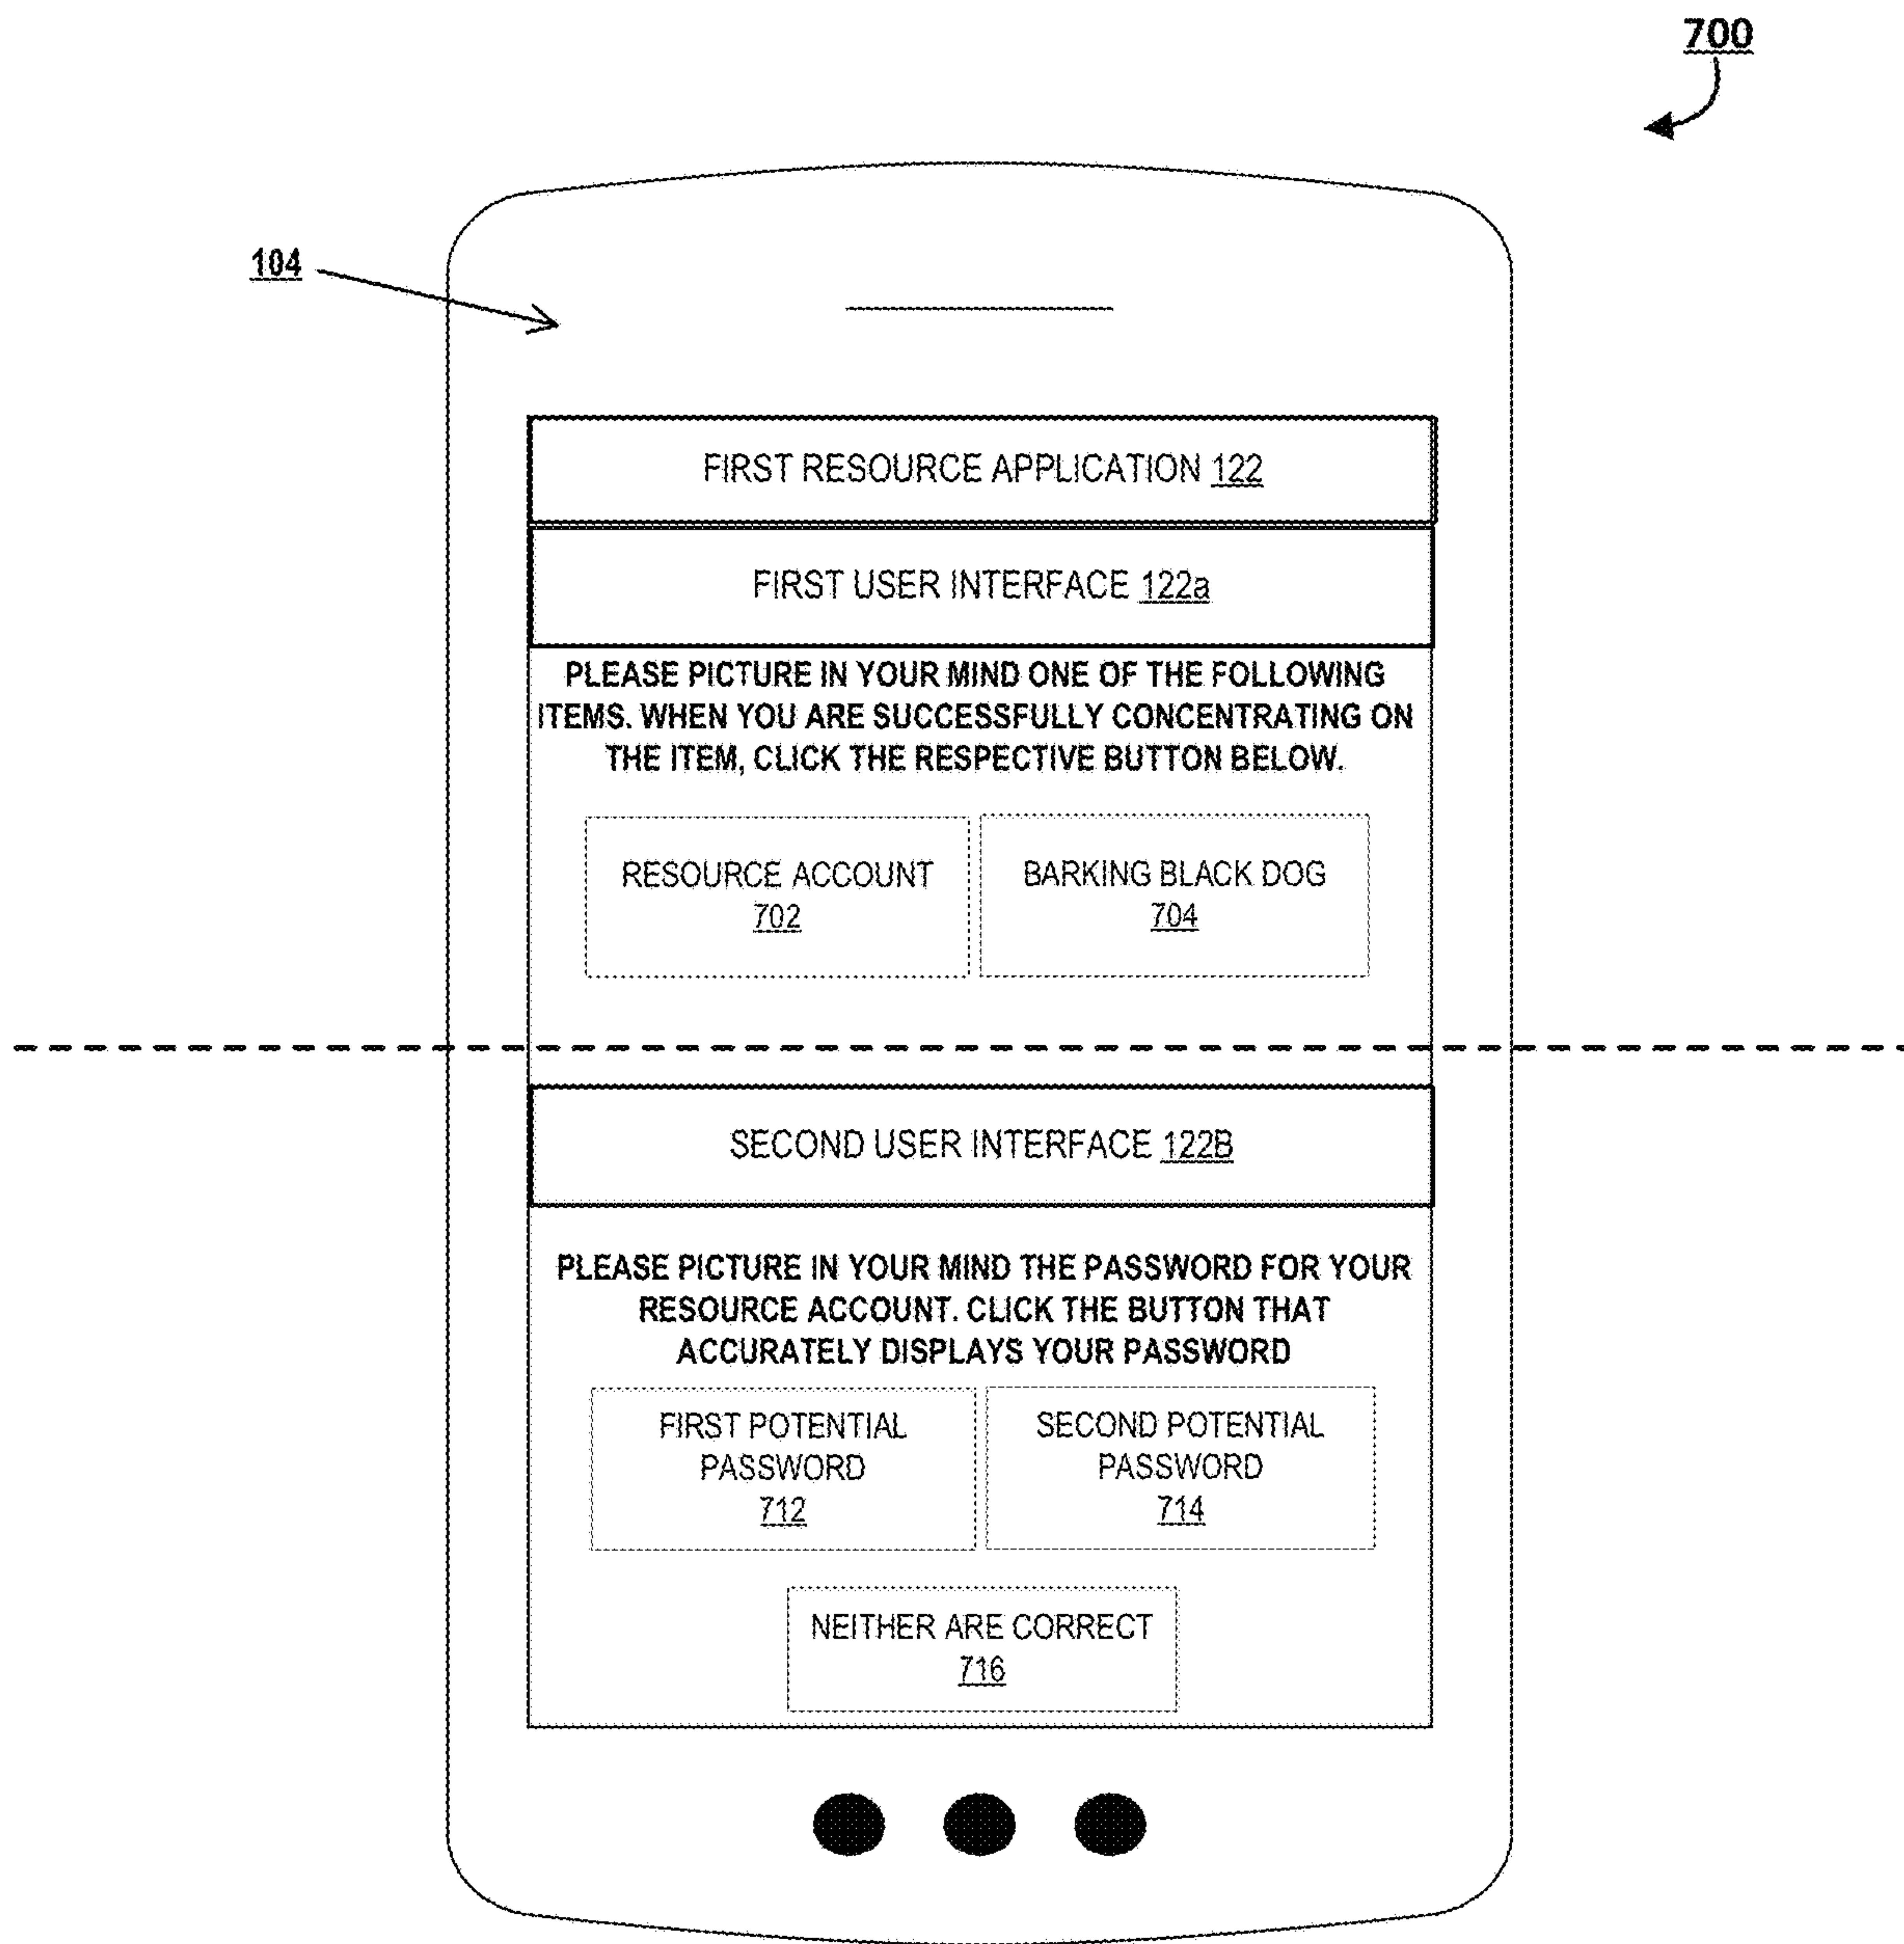 700
104
FIRST RESOURCE APPLICATION 122
FIRST USER INTERFACE 122a
PLEASE PICTURE IN YOUR MIND ONE OF THE FOLLOWING
ITEMS. WHEN YOU ARE SUCCESSFULLY CONCENTRATING ON
THE ITEM, CLICK THE RESPECTIVE BUTTON BELOW.
RESOURCE ACCOUNT
702
BARKING BLACK DOG
704
SECOND USER INTERFACE 122B
PLEASE PICTURE IN YOUR MIND THE PASSWORD FOR YOUR
RESOURCE ACCOUNT. CLICK THE BUTTON THAT
ACCURATELY DISPLAYS YOUR PASSWORD
FIRST POTENTIAL
PASSWORD
712
SECOND POTENTIAL
PASSWORD
714
NEITHER ARE CORRECT
716